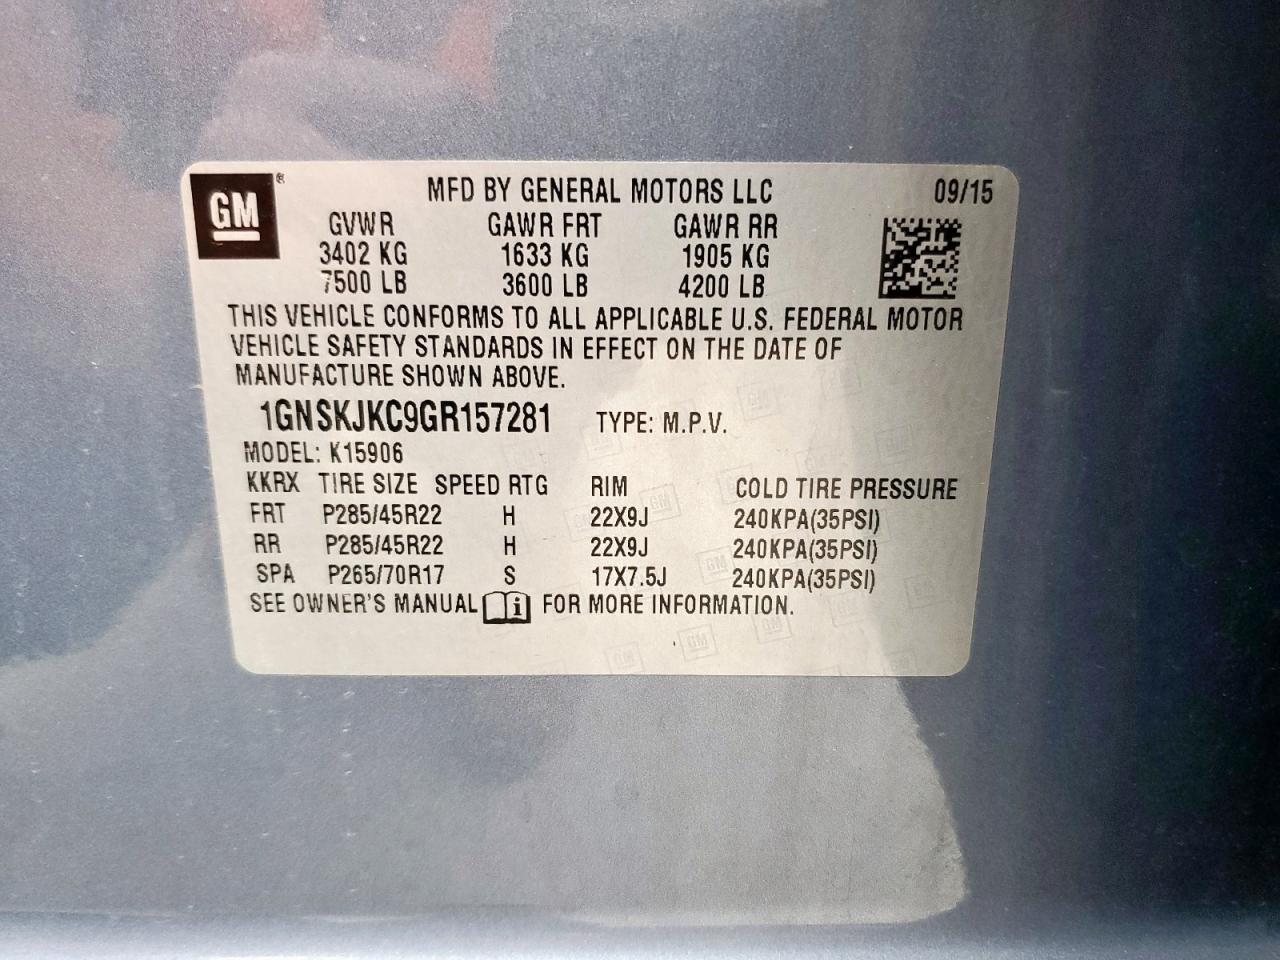 GM® MFD BY GENERAL MOTORS LLC 09/15
GVWR GAWR FRT GAWR RR
3402 KG 1633 KG 1905 KG
7500 LB 3600 LB 4200 LB
THIS VEHICLE CONFORMS TO ALL APPLICABLE U.S. FEDERAL MOTOR
VEHICLE SAFETY STANDARDS IN EFFECT ON THE DATE OF
MANUFACTURE SHOWN ABOVE.
1GNSKJKC9GR157281 TYPE: M.P.V.
MODEL: K15906
KKRX TIRE SIZE SPEED RTG RIM COLD TIRE PRESSURE
FRT P285/45R22 H 22X9J 240KPA(35PSI)
RR P285/45R22 H 22X9J 240KPA(35PSI)
SPA P265/70R17 S 17X7.5J 240KPA(35PSI)
SEE OWNER'S MANUAL i FOR MORE INFORMATION.